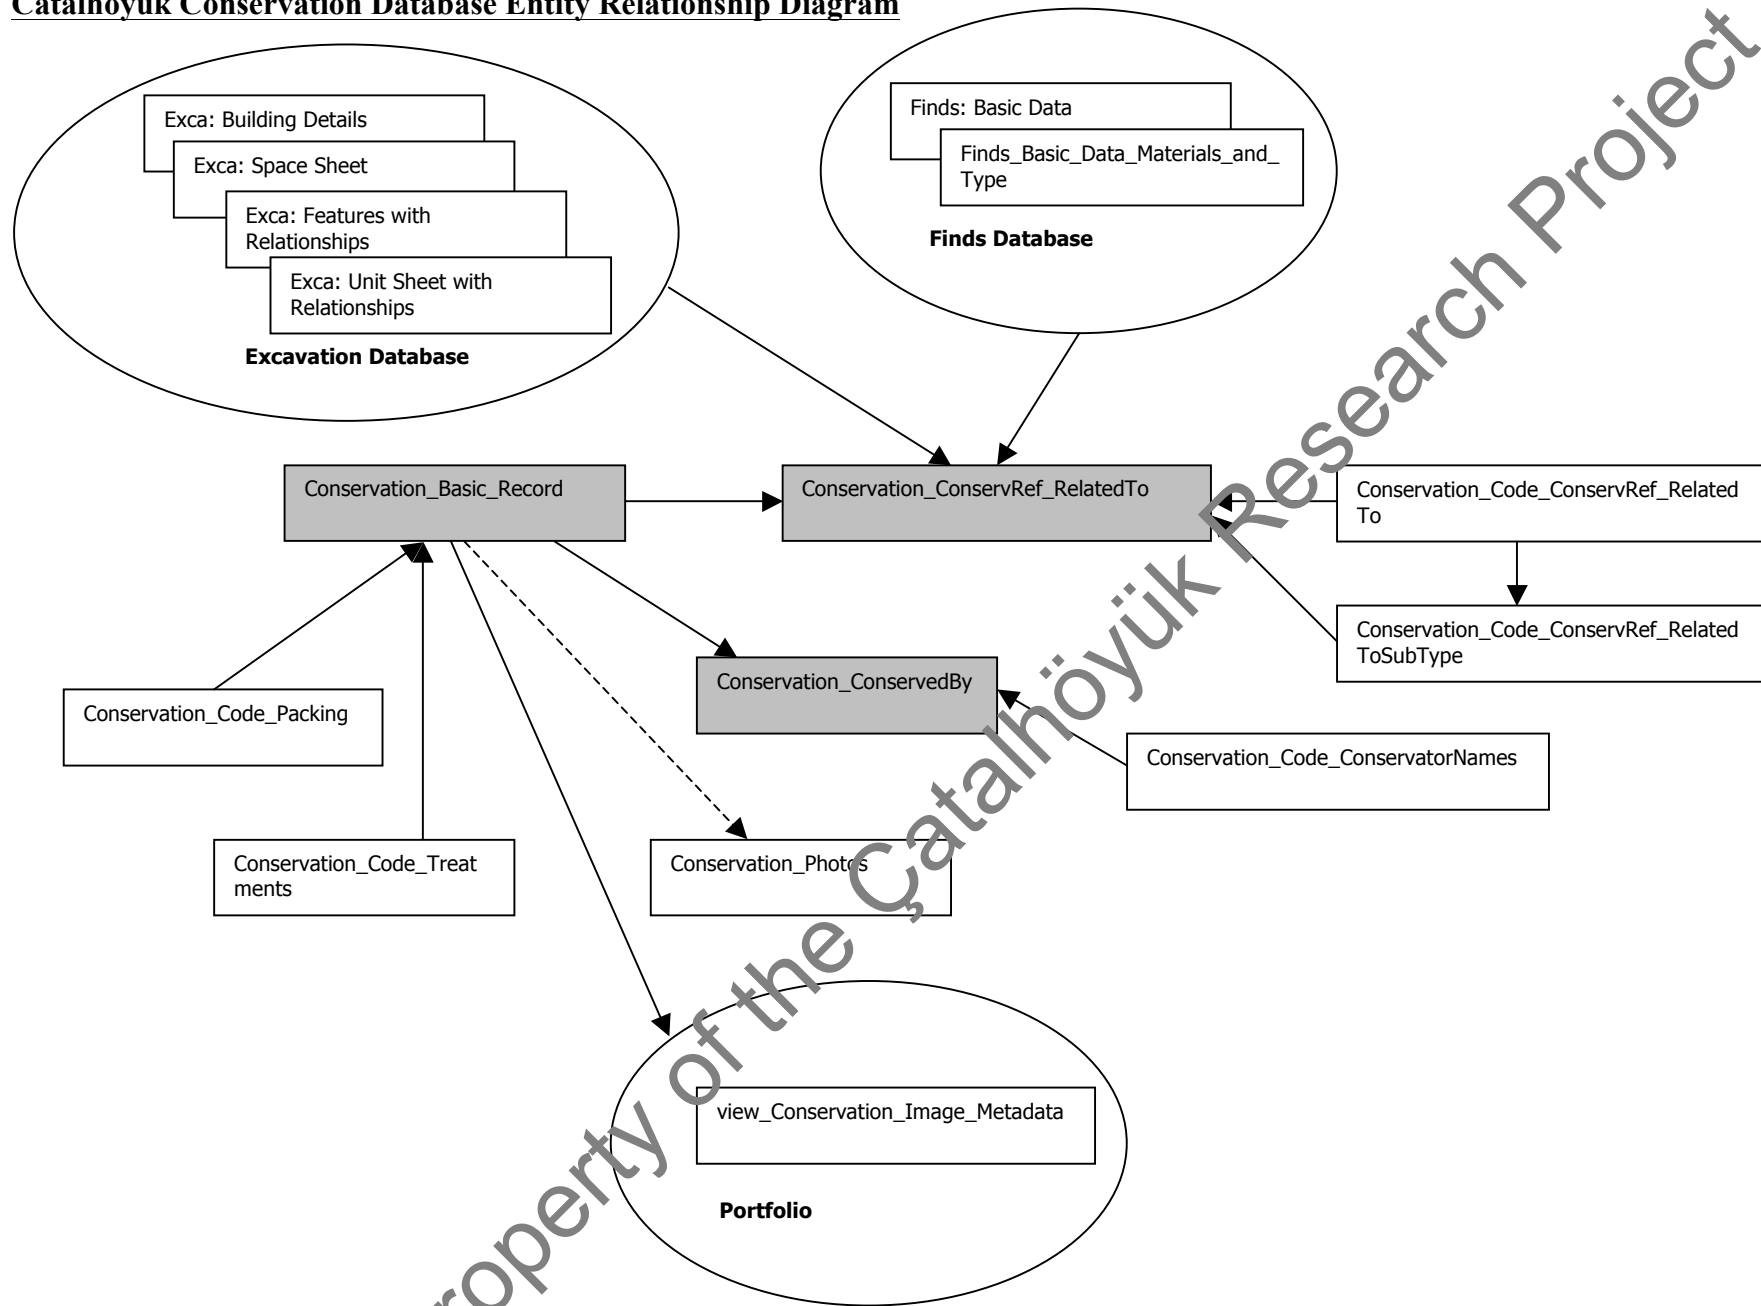 Catalhoyuk Conservation Database Entity Relationship Diagram
Exca: Building Details
Exca: Space Sheet
Exca: Features with
Relationships
Exca: Unit Sheet with
Relationships
Excavation Database
Finds: Basic Data
Finds_Basic_Data_Materials_and_
Type
Finds Database
Conservation_Basic_Record
Conservation_ConservRef_RelatedTo
Conservation_Code_ConservRef_Related
To
Conservation_Code_ConservRef_Related
ToSubType
Conservation_ConservedBy
Conservation_Code_Packing
Conservation_Code_ConservatorNames
Conservation_Code_Treat
ments
Conservation_Photos
view_Conservation_Image_Metadata
Portfolio
roperty of the Çatalhöyük Research Project